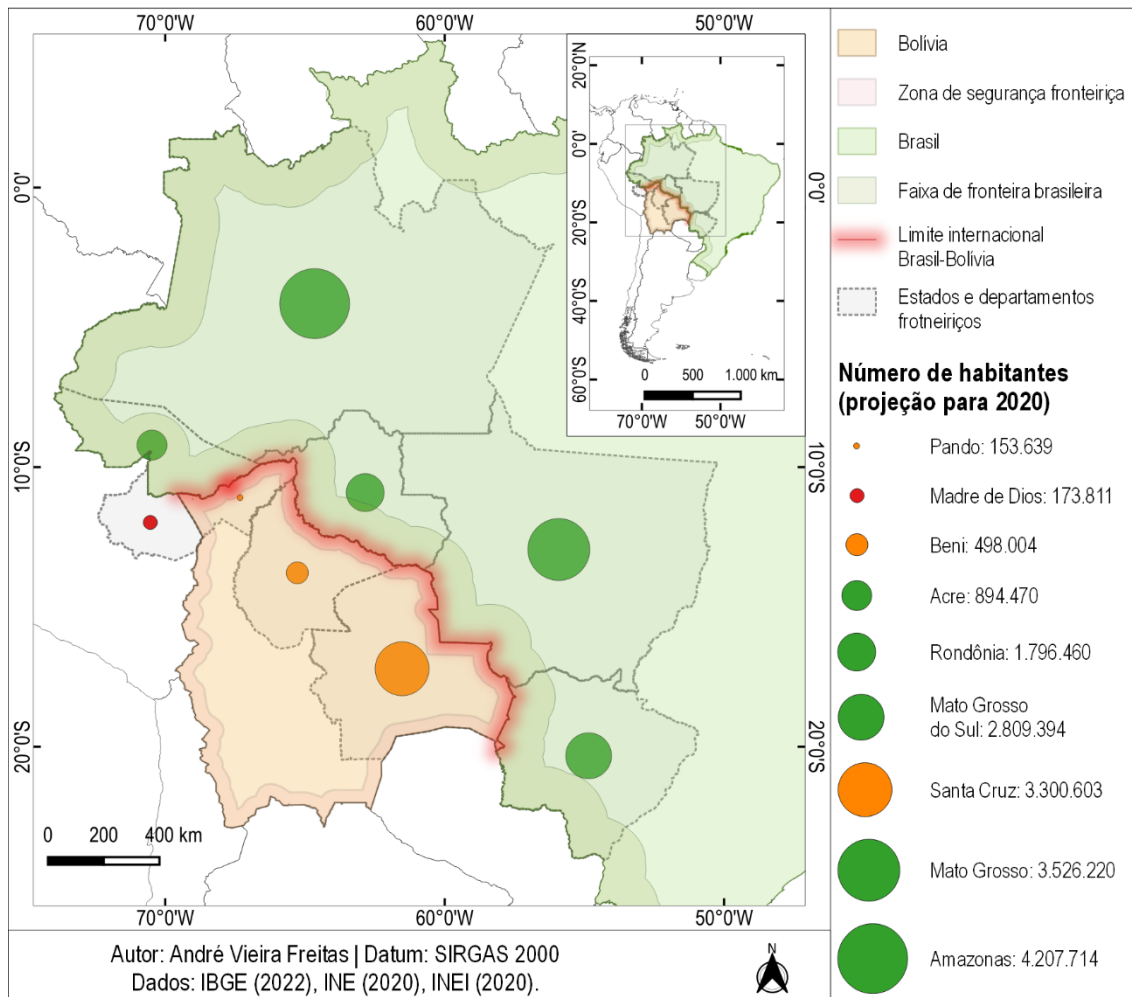 70°0'W 60°0'W 50°0'W
0°0'
10°0'S
20°0'S
0°0'
10°0'S
20°0'S
20°0'N
0°0'
20°0'S
40°0'S
60°0'S
0 500 1.000 km
70°0'W 50°0'W
0 200 400 km
70°0'W 60°0'W 50°0'W
Autor: André Vieira Freitas | Datum: SIRGAS 2000
Dados: IBGE (2022), INE (2020), INEI (2020).
N
Bolívia
Zona de segurança fronteiriça
Brasil
Faixa de fronteira brasileira
Limite internacional
Brasil-Bolívia
Estados e departamentos
frotneiriços
Número de habitantes
(projeção para 2020)
Pando: 153.639
Madre de Dios: 173.811
Beni: 498.004
Acre: 894.470
Rondônia: 1.796.460
Mato Grosso
do Sul: 2.809.394
Santa Cruz: 3.300.603
Mato Grosso: 3.526.220
Amazonas: 4.207.714